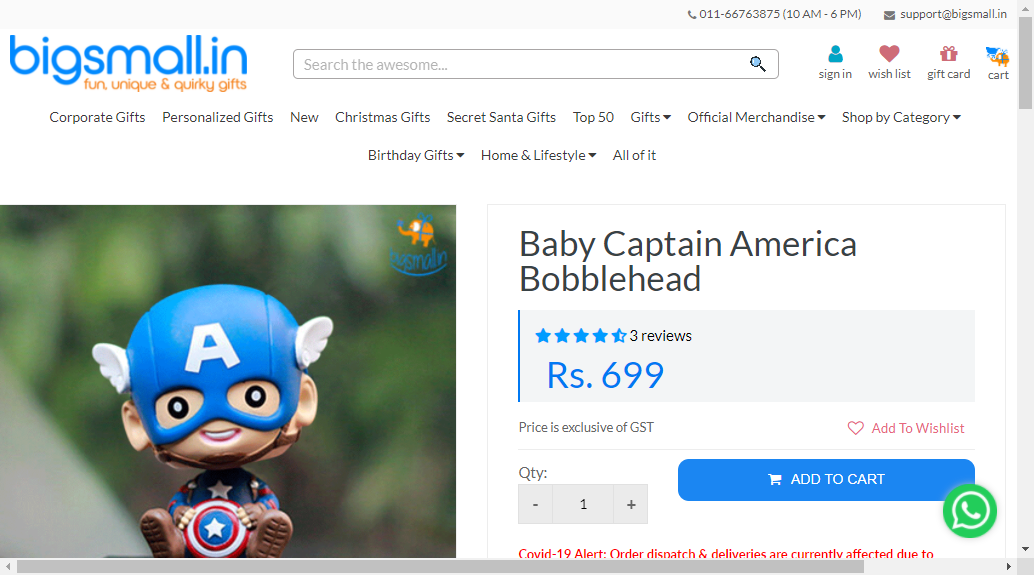 011-66763875 (10 AM - 6 PM) support@bigsmall.in
bigsmall.in
fun, unique & quirky gifts
Search the awesome...
sign in wish list gift card cart
Corporate Gifts Personalized Gifts New Christmas Gifts Secret Santa Gifts Top 50 Gifts Official Merchandise Shop by Category
Birthday Gifts Home & Lifestyle All of it
bigsmall.in
A
Baby Captain America
Bobblehead
3 reviews
Rs. 699
Price is exclusive of GST Add To Wishlist
Qty:
- 1 +
ADD TO CART
Covid-19 Alert: Order dispatch & deliveries are currently affected due to